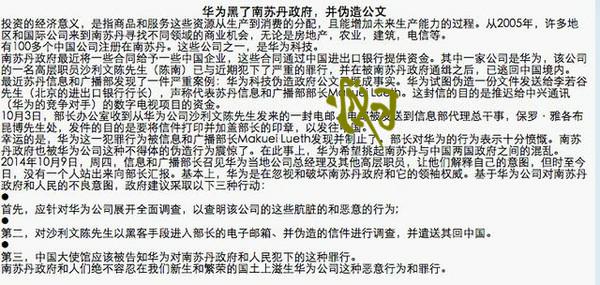 华为黑了南苏丹政府，并伪造公文
投资的经济意义，是指商品和服务这些资源从生产到消费的分配，且能增加未来生产能力的过程。从2005年，许多地
区和国际公司来到南苏丹寻找不同领域的商业机会，无论是房地产，农业，建筑，电信等。
有100多个中国公司注册在南苏丹。这些公司之一，是华为科技。
南苏丹政府最近将一些合同给予一些中国企业，这些合同通过中国进出口银行提供资金。其中一家公司是华为，该公司
的一名高层职员沙利文陈先生（陈南）已与近期犯下了严重的罪行，并在被南苏丹政府通缉之后，已逃回中国境内。
最近苏丹信息和广播部发现了一件严重案例：华为科技伪造政府公文 成事实。华为试图伪造一份文件发送给李若谷
先生（北京的进出口银行行长），声称代表苏丹信息和广播部部长Makuei Lueth。这封信的目的是推迟给中兴通讯
（华为的竞争对手）的数字电视项目的资金。
10月3日，部长办公室收到从华为公司沙利文陈先生发来的一封电邮， 被发送到信息部代理总干事，保罗·雅各布
昆博先生处，发件的目的是要将信件打印并加盖部长的印章，以发往中国。
幸运的是，华为这一犯罪行为被信息和广播部长Makuei Lueth发现并制止了， 部长对华为的行为表示十分愤慨。南苏
丹政府也被华为公司这种不得体的伪造行为震惊了。在此事上，华为希望挑起南苏丹与中国两国政府之间的混乱。
2014年10月9日，周四，信息和广播部长召见华为当地公司总经理及其他高层职员，让他们解释自己的意图，但时至今
日，没有一个人站出来向部长汇报。基本上，华为是在忽视和破坏南苏丹政府和它的领袖权威。基于华为公司对南苏丹
政府和人民的不良意图，政府建议采取以下三种行动：
●
首先，应针对华为公司展开全面调查，以查明该公司的这些肮脏的和恶意的行为；
●
第二，对沙利文陈先生以黑客手段进入部长的电子邮箱、并伪造的信件进行调查，并遣送其回中国。
●
第三，中国大使馆应该被告知华为对南苏丹政府和人民犯下的这种罪行。
南苏丹政府和人们绝不容忍在我们新生和繁荣的国土上滋生华为公司这种恶意行为和罪行。